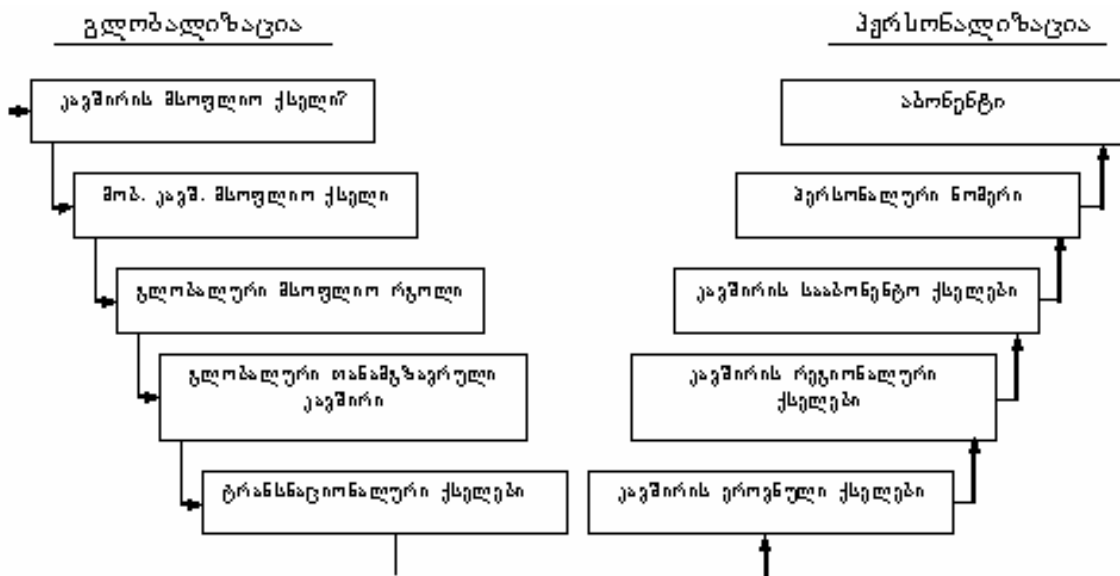 გლობალიზაცია
კავშირის მსოფლიო ქსელი?
მობ. კავშ. მსოფლიო ქსელი
გლობალური მსოფლიო რგოლი
გლობალური თანამგზავრული
კავშირი
ტრანსნაციონალური ქსელები
პერსონალიზაცია
აბონენტი
პერსონალური ნომერი
კავშირის სააბონენტო ქსელები
კავშირის რეგიონალური
ქსელები
კავშირის ეროვნული ქსელები